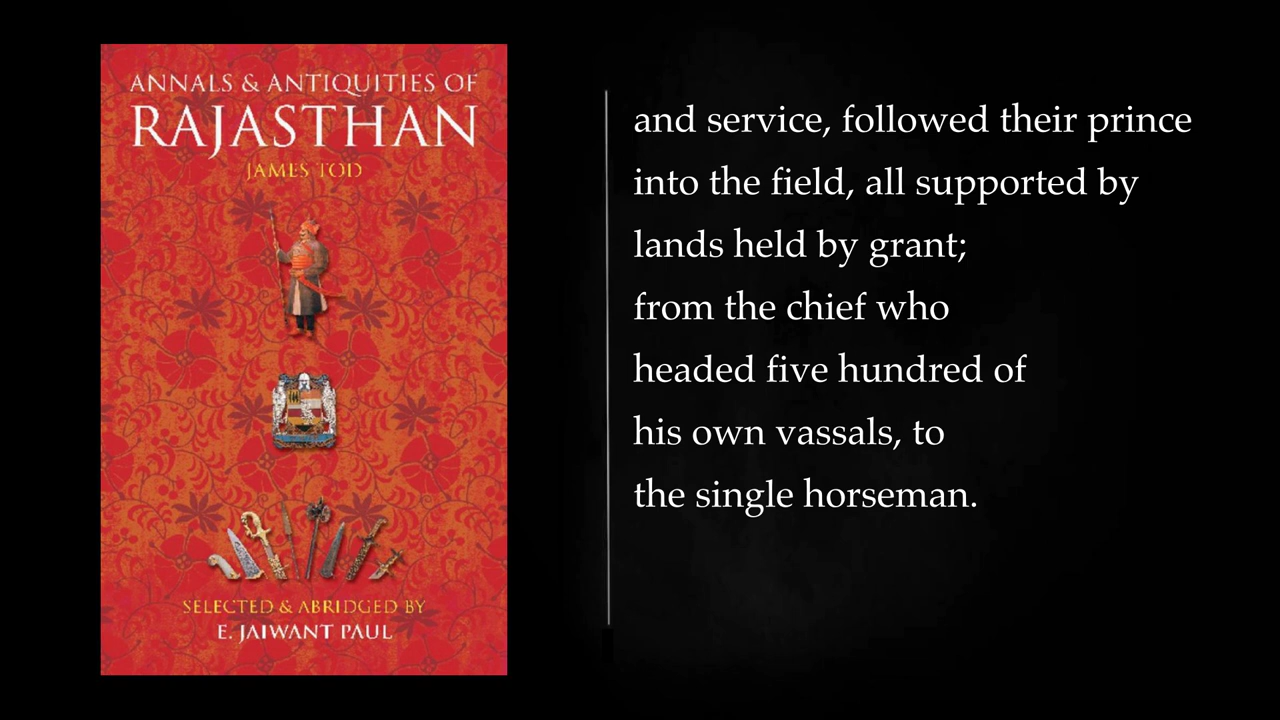 ANNALS & ANTIQUITIES OF
RAJASTHAN
JAMES TOD
SELECTED & ABRIDGED BY
E. JAIWANT PAUL
and service, followed their prince
into the field, all supported by
lands held by grant;
from the chief who
headed five hundred of
his own vassals, to
the single horseman.